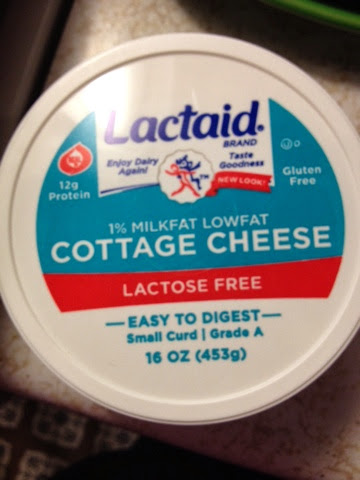 Lactaid®
BRAND
Enjoy Dairy
Again!
Taste
Goodness
TM
NEW LOOK!
12g
Protein
Gluten
Free
1% MILKFAT LOWFAT
COTTAGE CHEESE
LACTOSE FREE
EASY TO DIGEST
Small Curd | Grade A
16 OZ (453g)